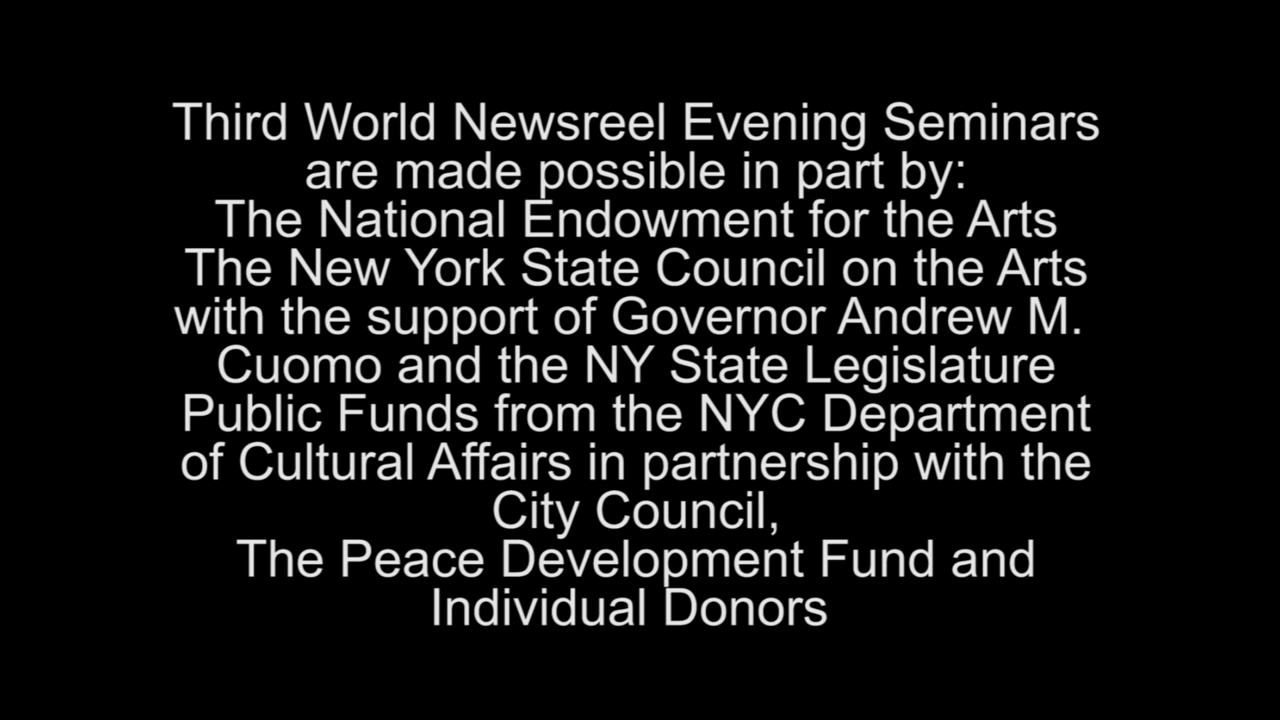 Third World Newsreel Evening Seminars
are made possible in part by:
The National Endowment for the Arts
The New York State Council on the Arts
with the support of Governor Andrew M.
Cuomo and the NY State Legislature
Public Funds from the NYC Department
of Cultural Affairs in partnership with the
City Council,
The Peace Development Fund and
Individual Donors